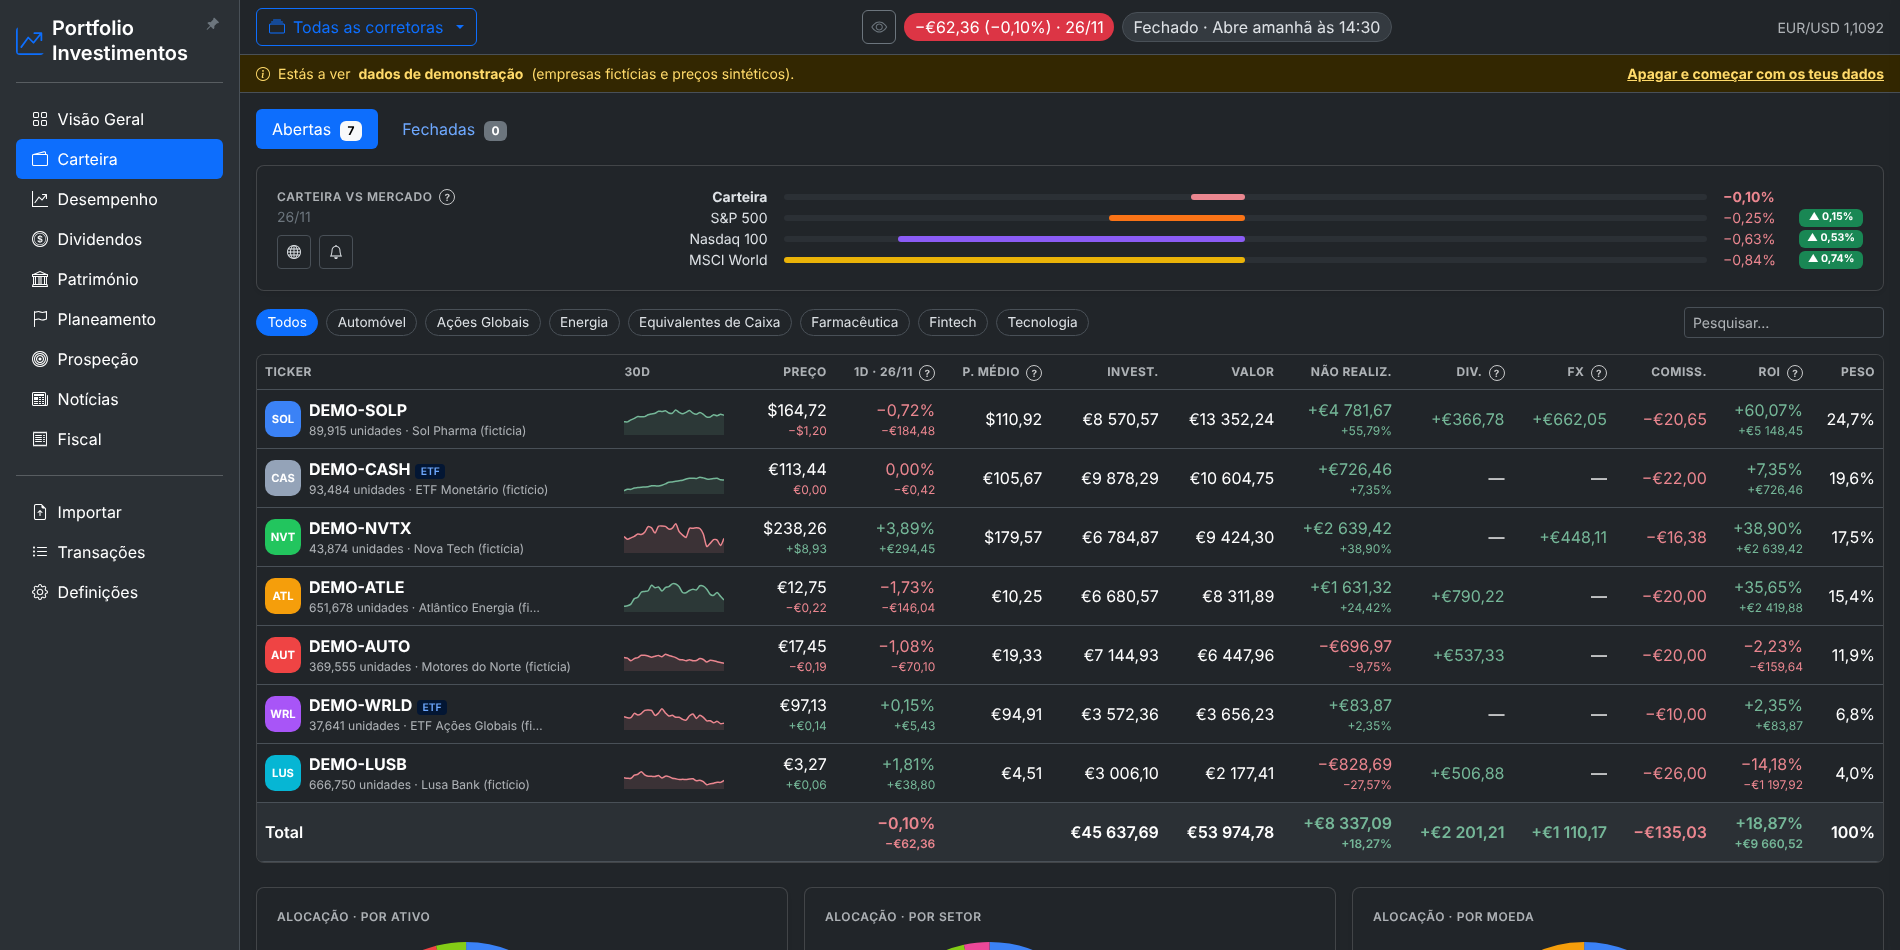 Portfolio
Investimentos
Visão Geral
Carteira
Desempenho
Dividendos
Património
Planeamento
Prospeção
Notícias
Fiscal
Importar
Transações
Definições
Todas as corretoras
−€62,36 (−0,10%) · 26/11
Fechado · Abre amanhã às 14:30
EUR/USD 1,1092
Estás a ver dados de demonstração (empresas fictícias e preços sintéticos).
Apagar e começar com os teus dados
Abertas 7
Fechadas 0
CARTEIRA VS MERCADO ?
26/11
Carteira −0,10%
S&P 500 −0,25% ▲ 0,15%
Nasdaq 100 −0,63% ▲ 0,53%
MSCI World −0,84% ▲ 0,74%
Todos Automóvel Ações Globais Energia Equivalentes de Caixa Farmacêutica Fintech Tecnologia
Pesquisar...
TICKER 30D PREÇO 1D · 26/11 ? P. MÉDIO ? INVEST. VALOR NÃO REALIZ. DIV. ? FX ? COMISS. ROI ? PESO
SOL DEMO-SOLP $164,72 −0,72% $110,92 €8 570,57 €13 352,24 +€4 781,67 +€366,78 +€662,05 −€20,65 +60,07% 24,7%
89,915 unidades · Sol Pharma (fictícia) −$1,20 −€184,48 +55,79% +€5 148,45
CAS DEMO-CASH ETF €113,44 0,00% €105,67 €9 878,29 €10 604,75 +€726,46 — — −€22,00 +7,35% 19,6%
93,484 unidades · ETF Monetário (fictício) €0,00 −€0,42 +7,35% +€726,46
NVT DEMO-NVTX $238,26 +3,89% $179,57 €6 784,87 €9 424,30 +€2 639,42 — +€448,11 −€16,38 +38,90% 17,5%
43,874 unidades · Nova Tech (fictícia) +$8,93 +€294,45 +38,90% +€2 639,42
ATL DEMO-ATLE €12,75 −1,73% €10,25 €6 680,57 €8 311,89 +€1 631,32 +€790,22 — −€20,00 +35,65% 15,4%
651,678 unidades · Atlântico Energia (fi... −€0,22 −€146,04 +24,42% +€2 419,88
AUT DEMO-AUTO €17,45 −1,08% €19,33 €7 144,93 €6 447,96 −€696,97 +€537,33 — −€20,00 −2,23% 11,9%
369,555 unidades · Motores do Norte (fictícia) −€0,19 −€70,10 −9,75% −€159,64
WRL DEMO-WRLD ETF €97,13 +0,15% €94,91 €3 572,36 €3 656,23 +€83,87 — — −€10,00 +2,35% 6,8%
37,641 unidades · ETF Ações Globais (fi... +€0,14 +€5,43 +2,35% +€83,87
LUS DEMO-LUSB €3,27 +1,81% €4,51 €3 006,10 €2 177,41 −€828,69 +€506,88 — −€26,00 −14,18% 4,0%
666,750 unidades · Lusa Bank (fictício) +€0,06 +€38,80 −27,57% −€1 197,92
Total −0,10% €45 637,69 €53 974,78 +€8 337,09 +€2 201,21 +€1 110,17 −€135,03 +18,87% 100%
−€62,36 +18,27% +€9 660,52
ALOCAÇÃO · POR ATIVO
ALOCAÇÃO · POR SETOR
ALOCAÇÃO · POR MOEDA